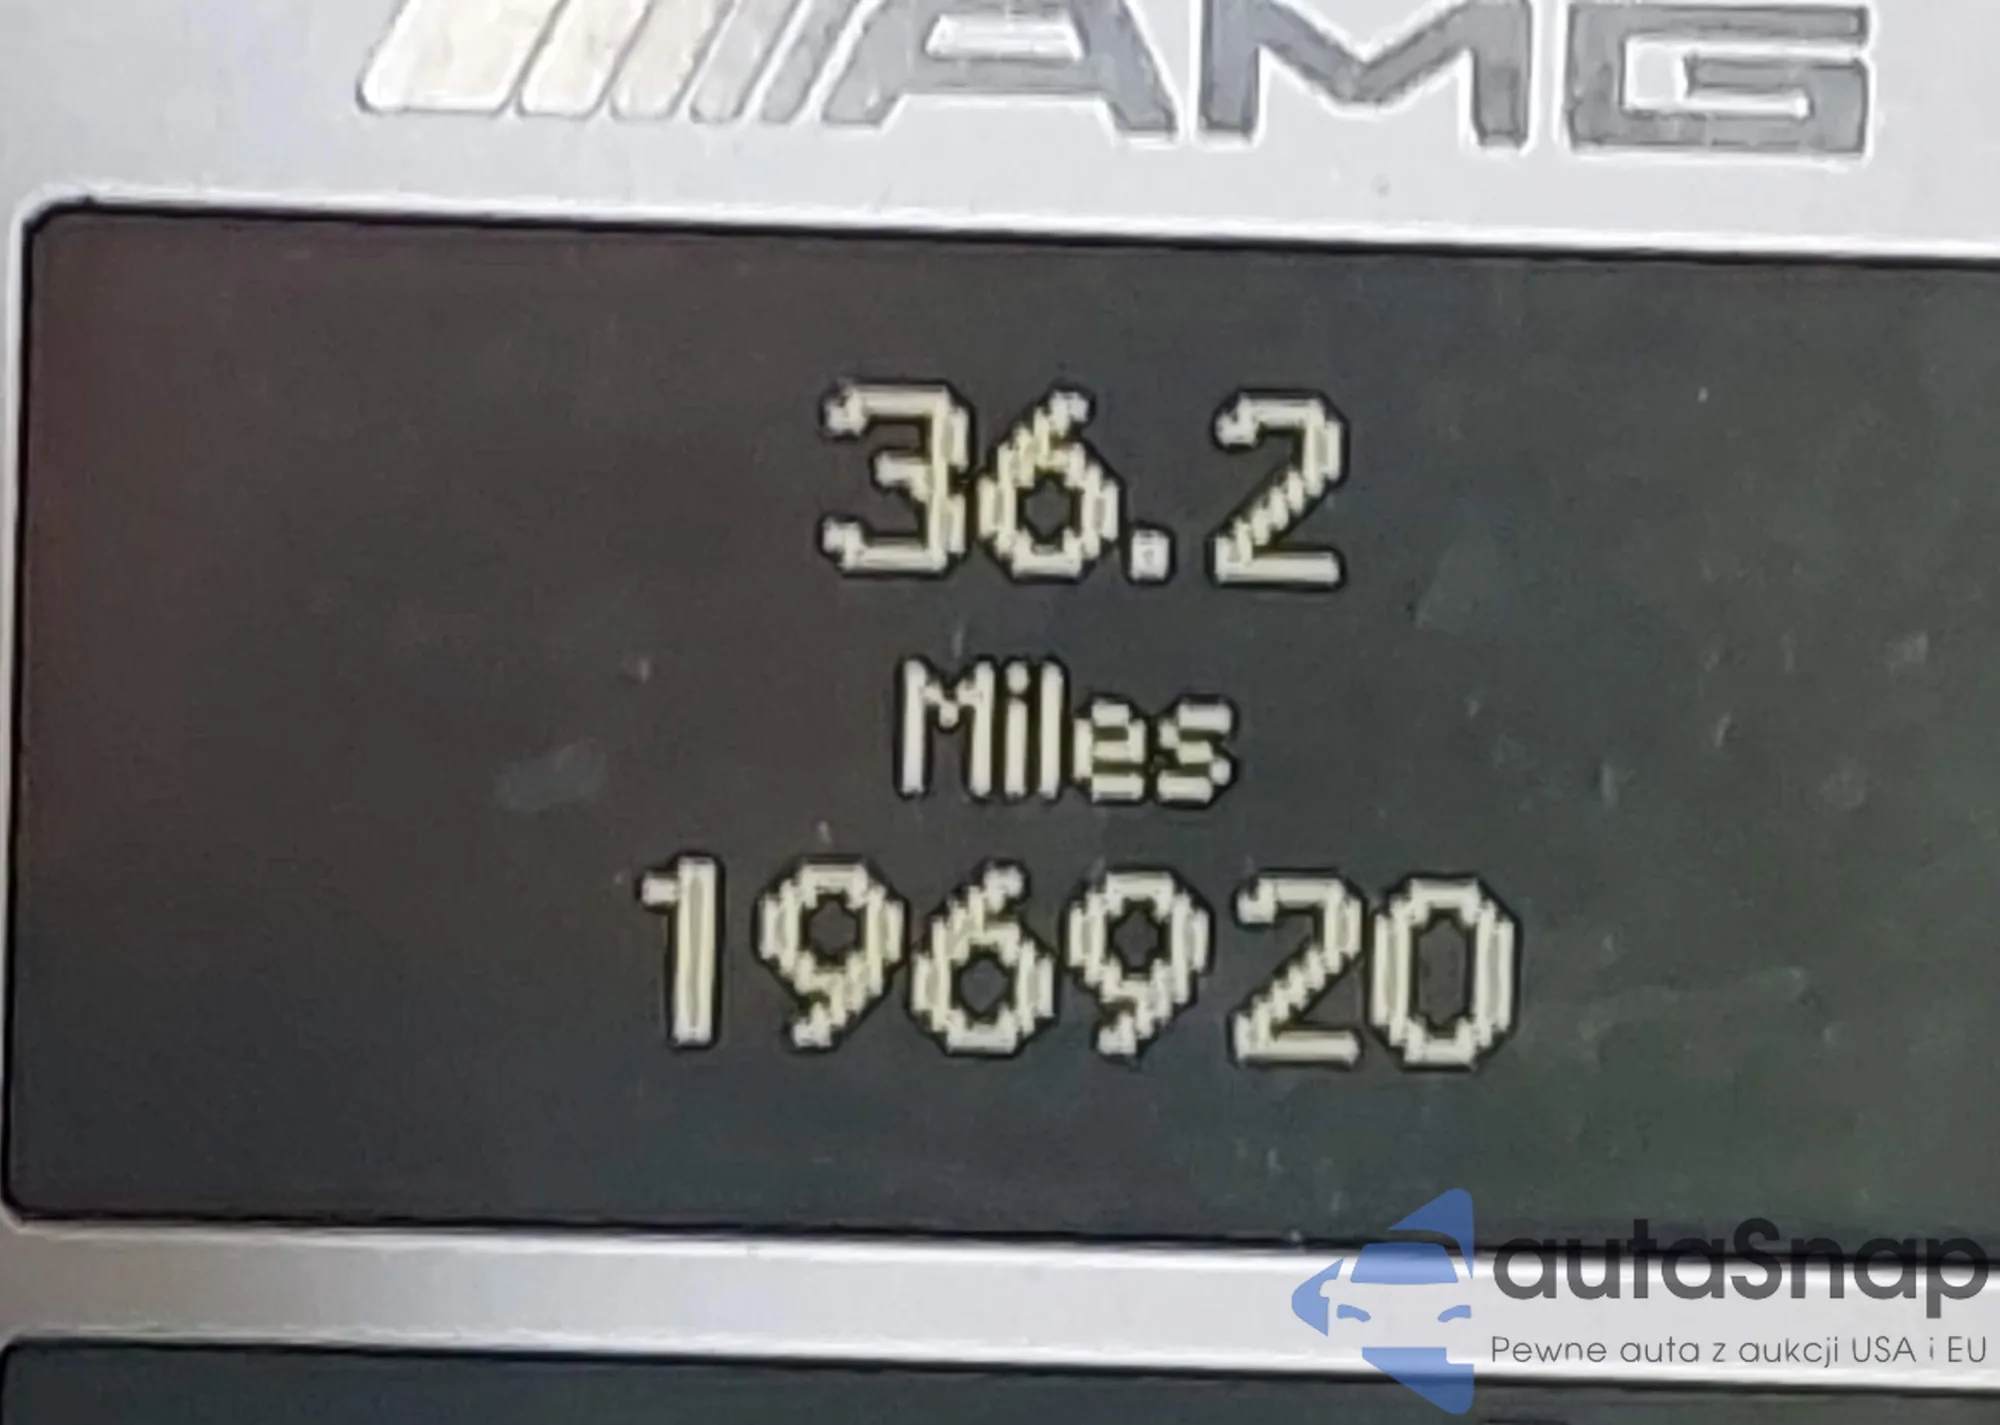 AMG
36.2
Miles
196920
autaSnap
Pewne auta z aukcji USA i EU